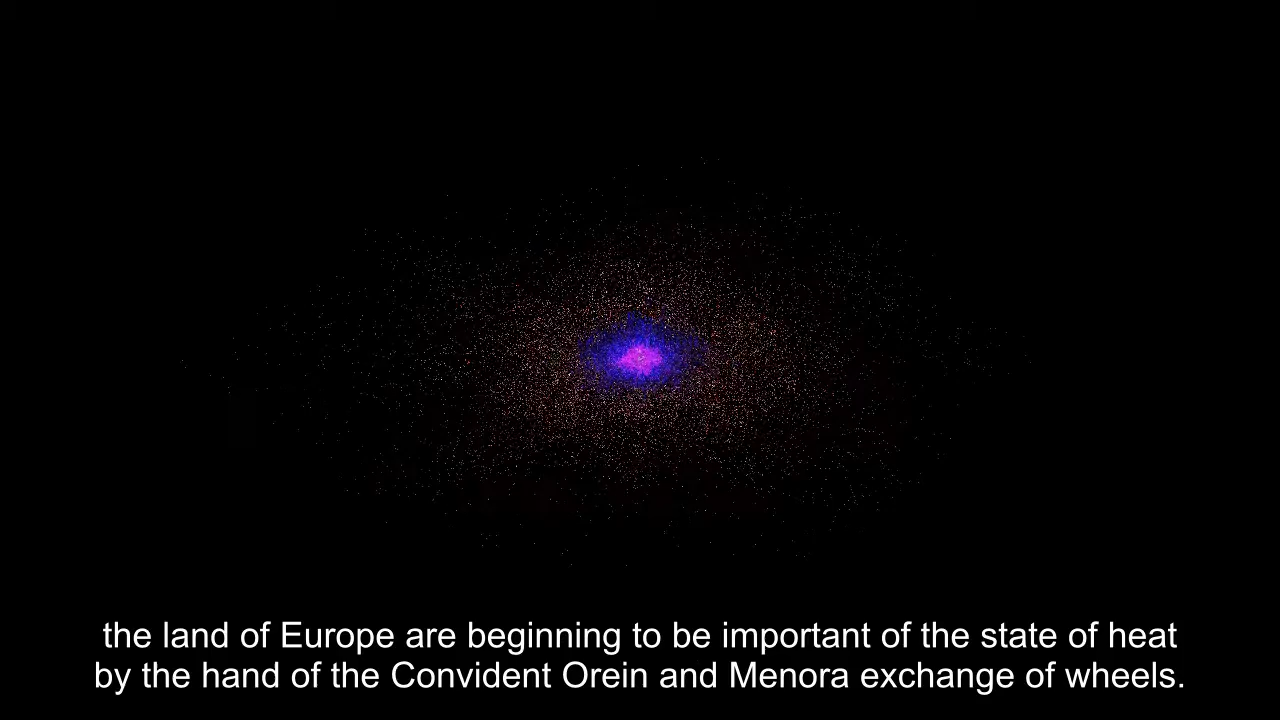 the land of Europe are beginning to be important of the state of heat
by the hand of the Convident Orein and Menora exchange of wheels.